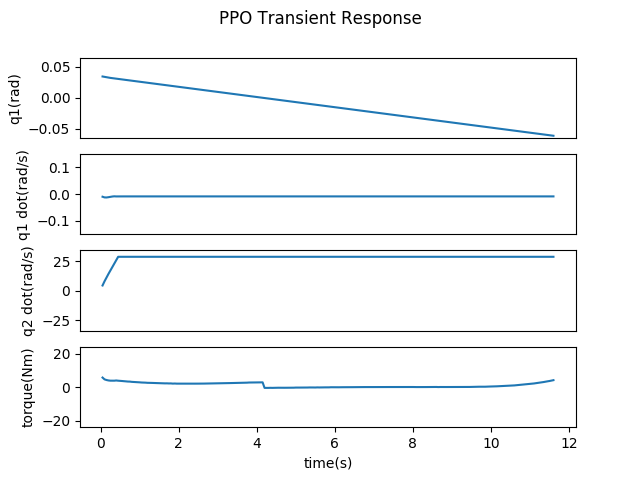 PPO Transient Response
q1(rad)
0.05
0.00
−0.05
q1 dot(rad/s)
0.1
0.0
−0.1
q2 dot(rad/s)
25
0
−25
torque(Nm)
20
0
−20
0 2 4 6 8 10 12
time(s)